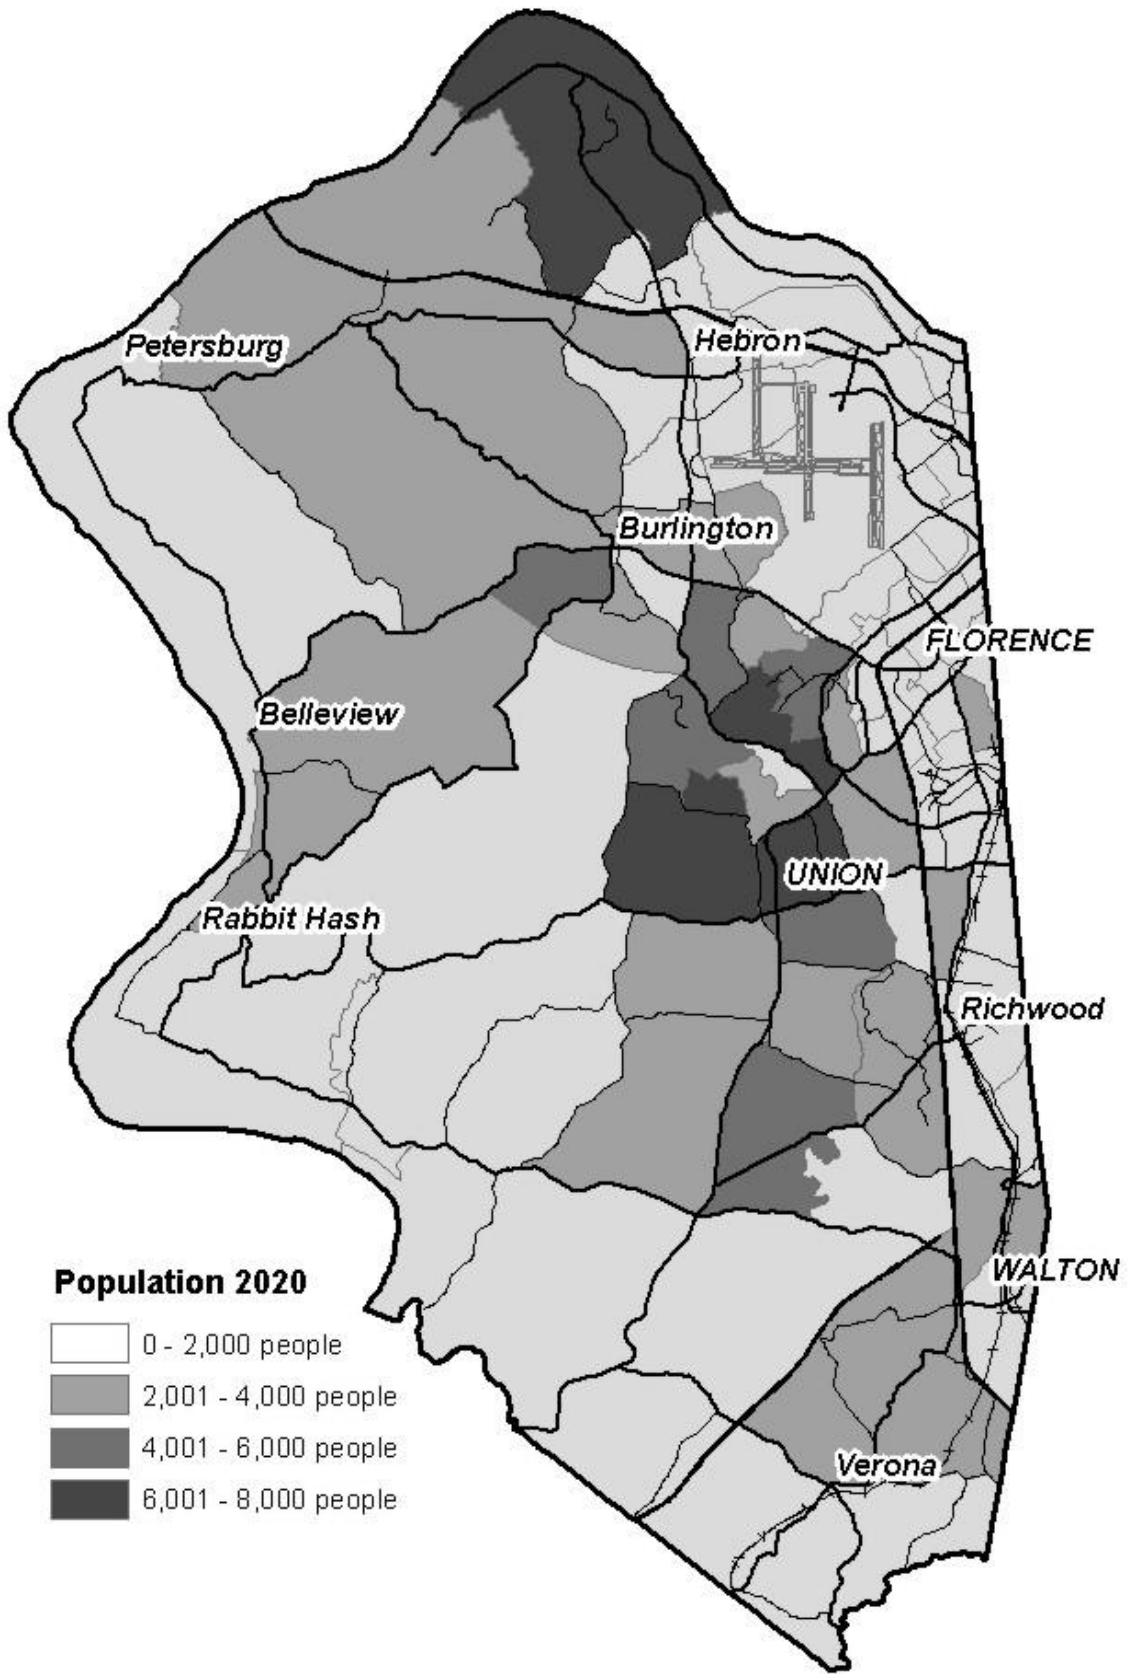 Petersburg
Hebron
Burlington
FLORENCE
Belleview
UNION
Rabbit Hash
Richwood
WALTON
Population 2020
0 - 2,000 people
2,001 - 4,000 people
4,001 - 6,000 people
6,001 - 8,000 people
Verona